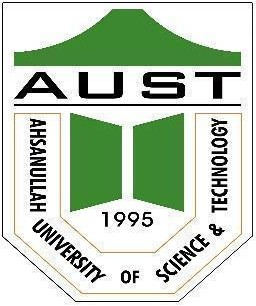 AUST
1995
AHSANULLAH UNIVERSITY OF SCIENCE & TECHNOLOGY